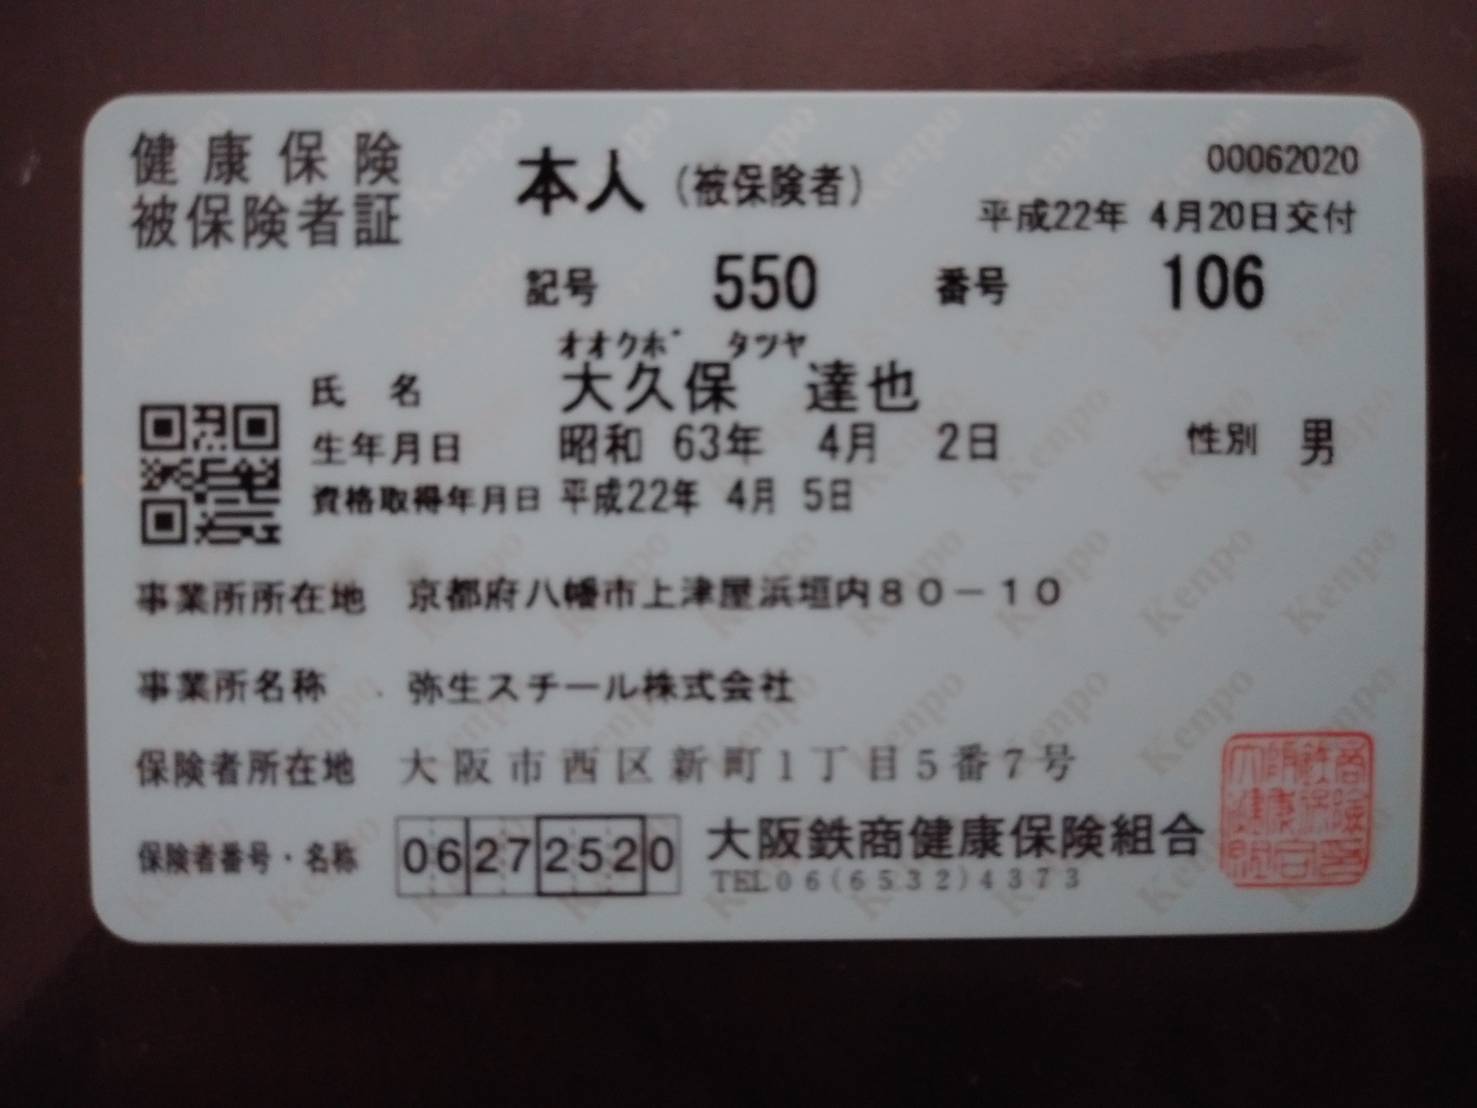 健康保険
被保険者証
本人(被保険者)
00062020
平成22年 4月20日交付
記号 550 番号 106
オオクボ タツヤ
氏名 大久保 達也
生年月日 昭和 63年 4月 2日 性別 男
資格取得年月日 平成22年 4月 5日
事業所所在地 京都府八幡市上津屋浜垣内80-10
事業所名称 弥生スチール株式会社
保険者所在地 大阪市西区新町1丁目5番7号
保険者番号・名称 06272520 大阪鉄商健康保険組合
TEL06(6532)4373